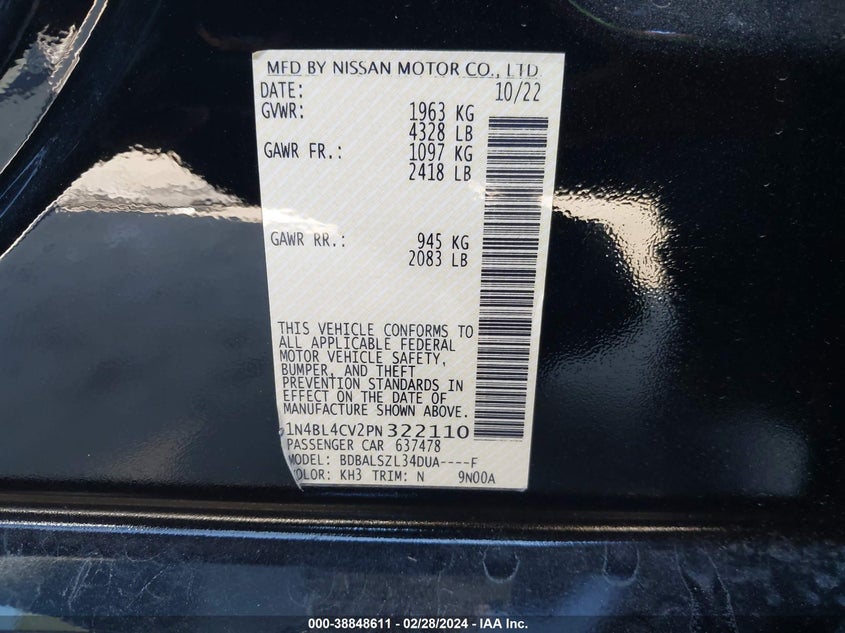 MFD BY NISSAN MOTOR CO., LTD
DATE: 10/22
GVWR: 1963 KG
4328 LB
GAWR FR.: 1097 KG
2418 LB
GAWR RR.: 945 KG
2083 LB
THIS VEHICLE CONFORMS TO
ALL APPLICABLE FEDERAL
MOTOR VEHICLE SAFETY,
BUMPER, AND THEFT
PREVENTION STANDARDS IN
EFFECT ON THE DATE OF
MANUFACTURE SHOWN ABOVE.
1N4BL4CV2PN322110
PASSENGER CAR 637478
MODEL: BDBALSZL34DUA----F
COLOR: KH3 TRIM: N 9N00A
000-38848611 - 02/28/2024 - IAA Inc.